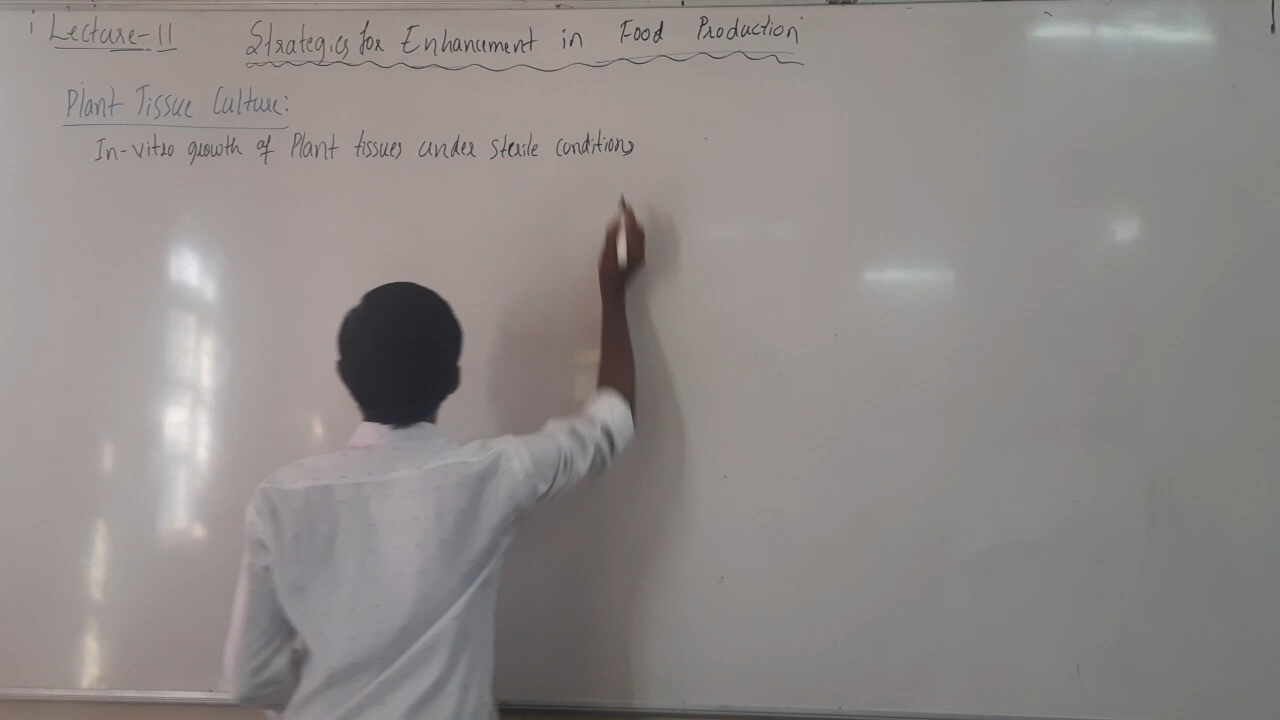 Lecture-11 Strategies for Enhancement in Food Production
Plant Tissue Culture:
In-vitro growth of Plant tissues under sterile conditions